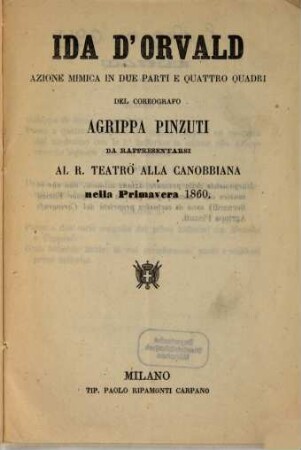 IDA D'ORVALD
AZIONE MIMICA IN DUE PARTI E QUATTRO QUADRI
DEL COREOGRAFO
AGRIPPA PINZUTI
DA RAPPRESENTARSI
AL R. TEATRO ALLA CANOBBIANA
nella Primavera 1860.
MILANO
TIP. PAOLO RIPAMONTI CARPANO